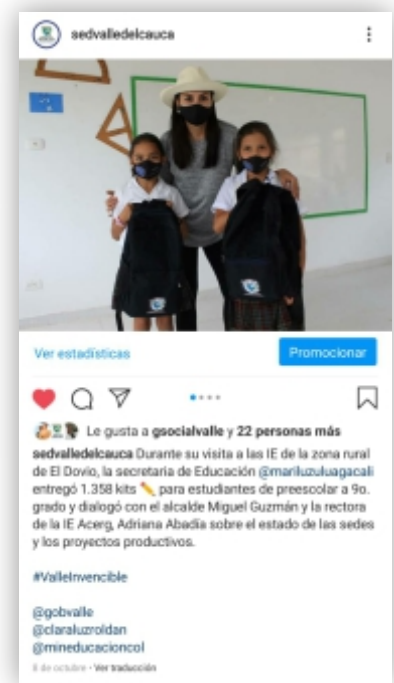 sedvalledelcauca
Ver estadísticas
Promocionar
Le gusta a gsocialvalle y 22 personas más
sedvalledelcauca Durante su visita a las IE de la zona rural
de El Dovio, la secretaria de Educación @mariluzuluagacali
entregó 1.358 kits ✏️ para estudiantes de preescolar a 9o.
grado y dialogó con el alcalde Miguel Guzmán y la rectora
de la IE Acerg, Adriana Abadía sobre el estado de las sedes
y los proyectos productivos.
#ValleInvencible
@gobvalle
@claraluzroldan
@mineducacioncol
8 de octubre • Ver traducción